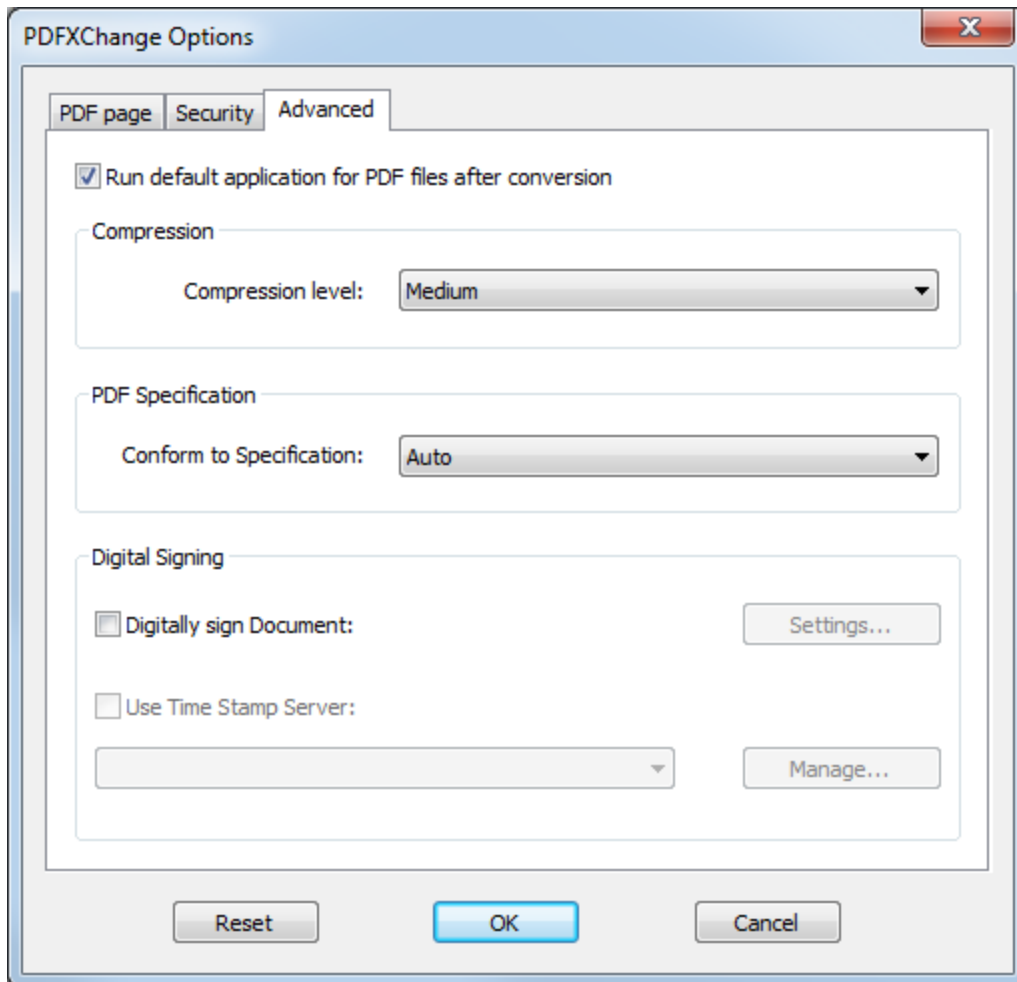 PDFXChange Options
PDF page Security Advanced
Run default application for PDF files after conversion
Compression
Compression level: Medium
PDF Specification
Conform to Specification: Auto
Digital Signing
Digitally sign Document: Settings...
Use Time Stamp Server:
Manage...
Reset OK Cancel